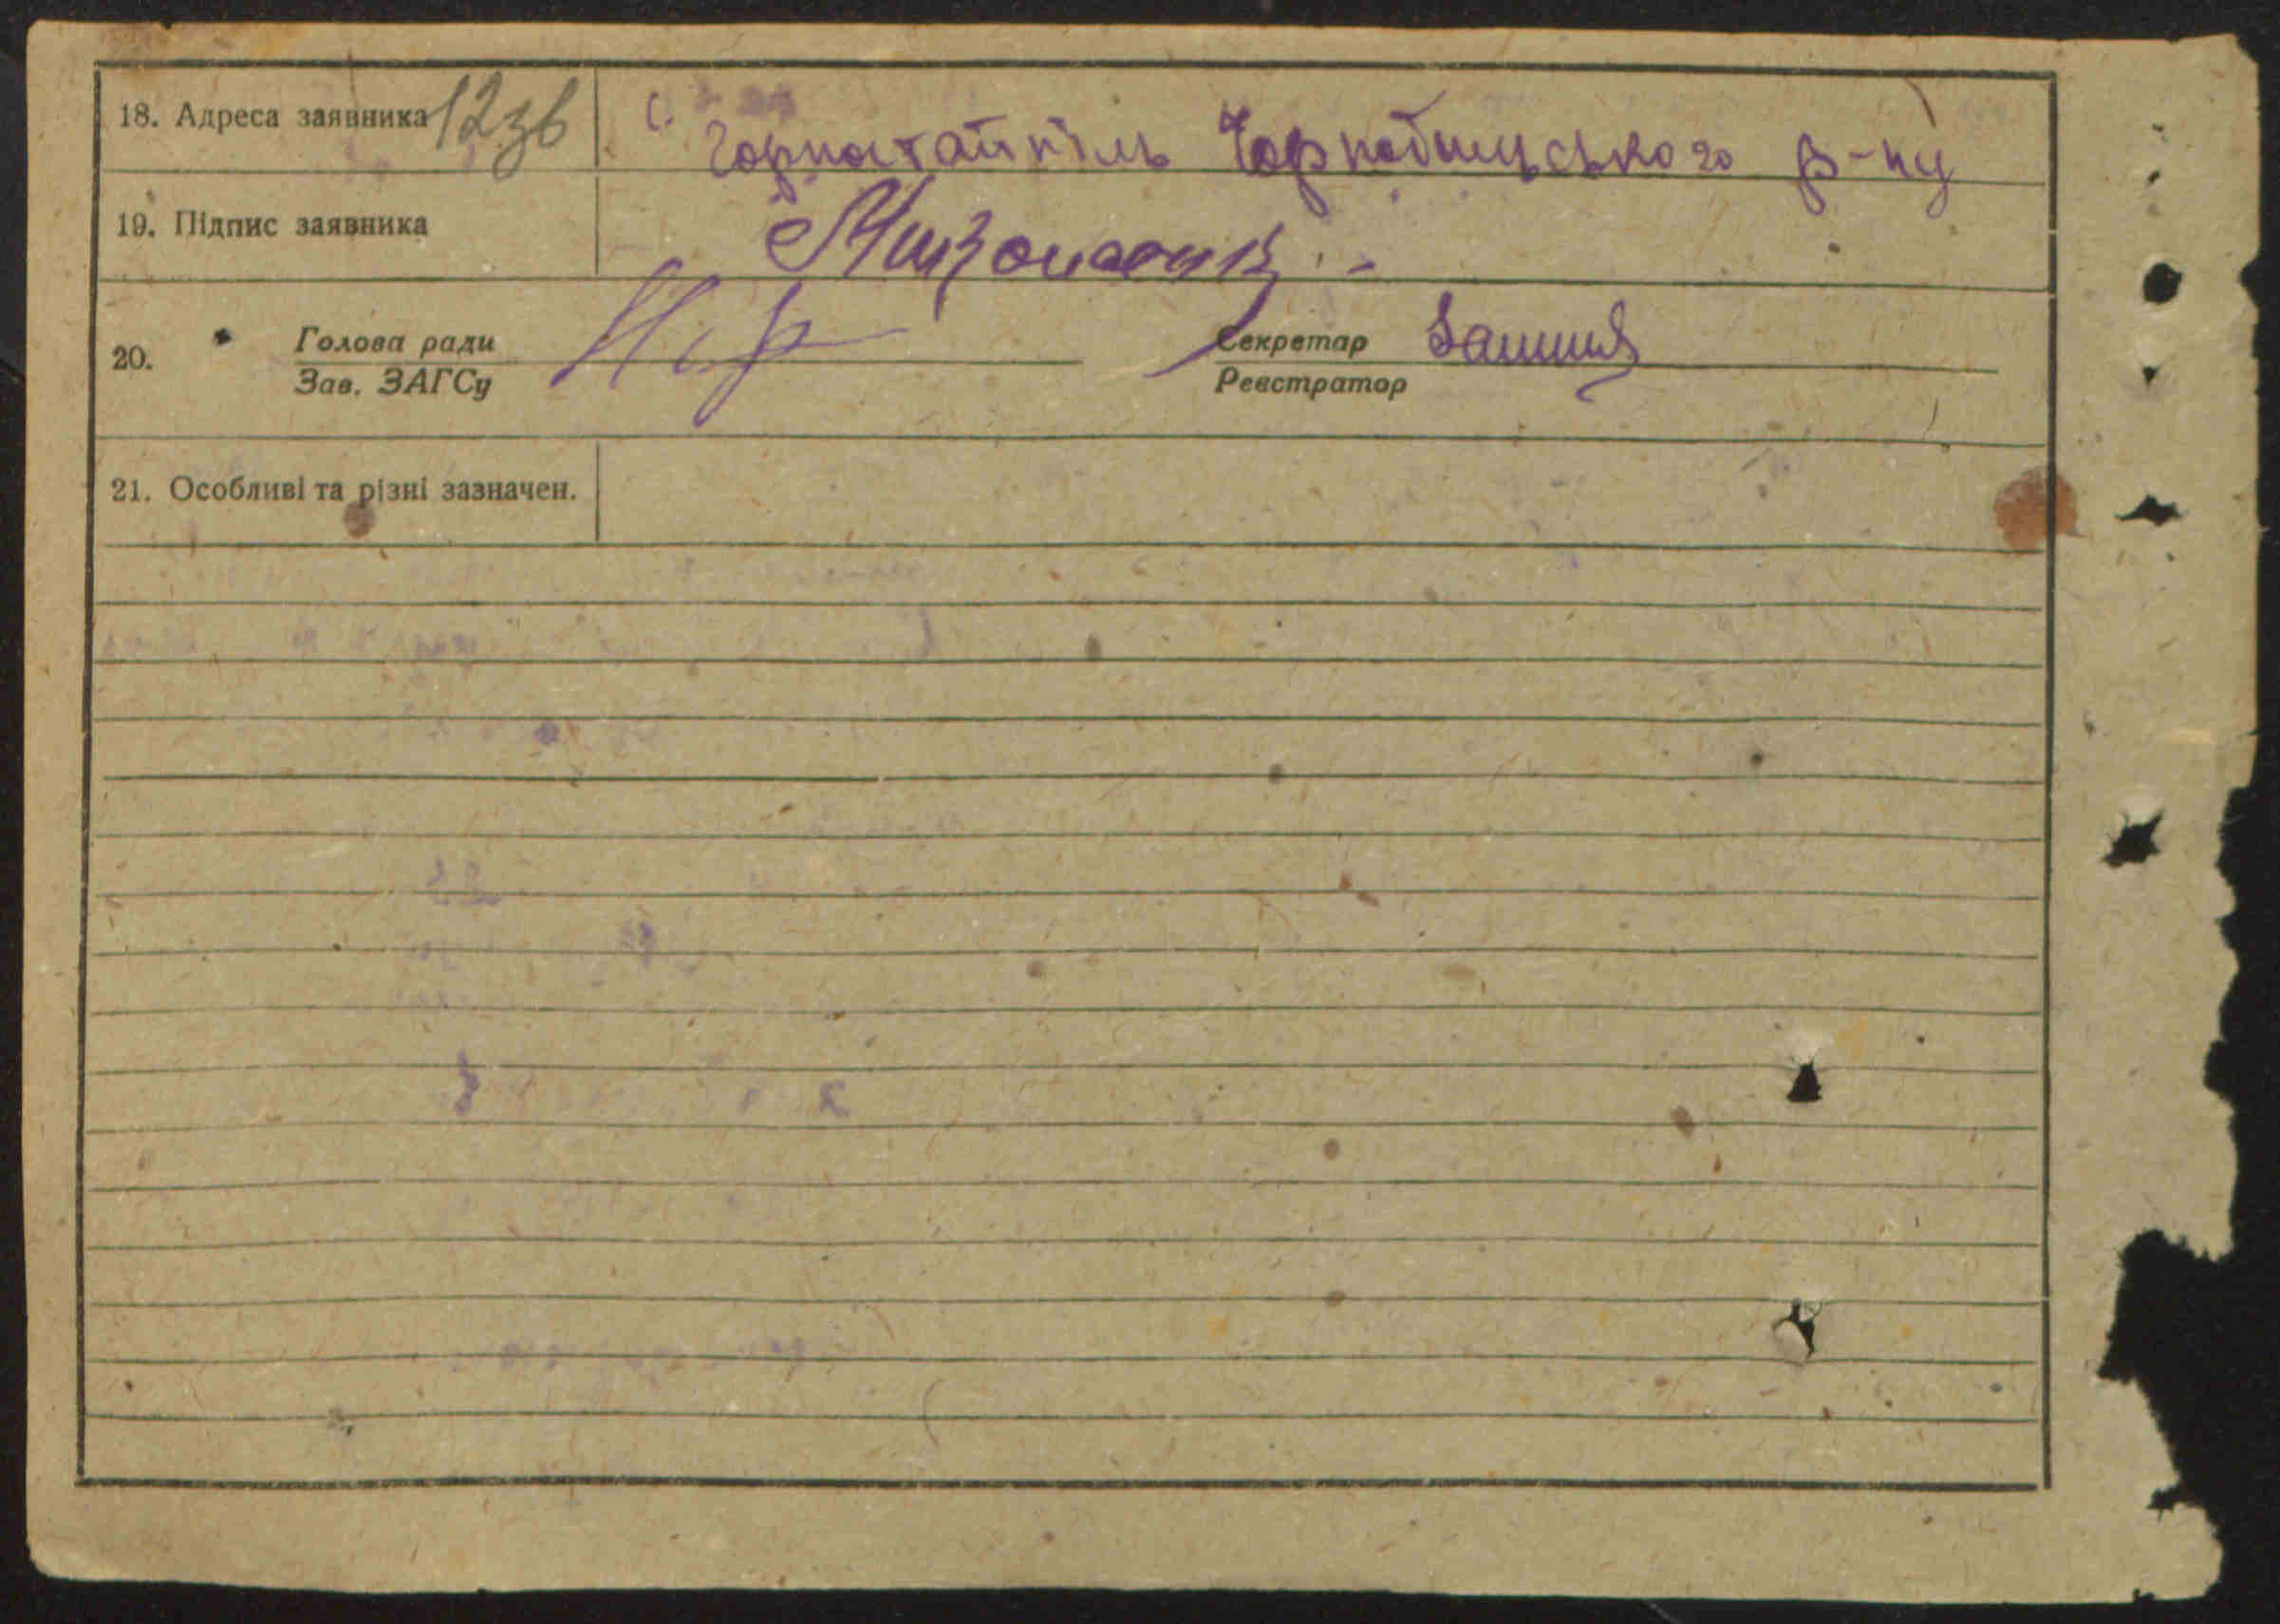 18. Адреса заявника 12зв с. Горностайпіль Чорнобильського р-ну
19. Підпис заявника
20. Голова ради Секретар
Зав. ЗАГСу Реєстратор
21. Особливі та різні зазначен.